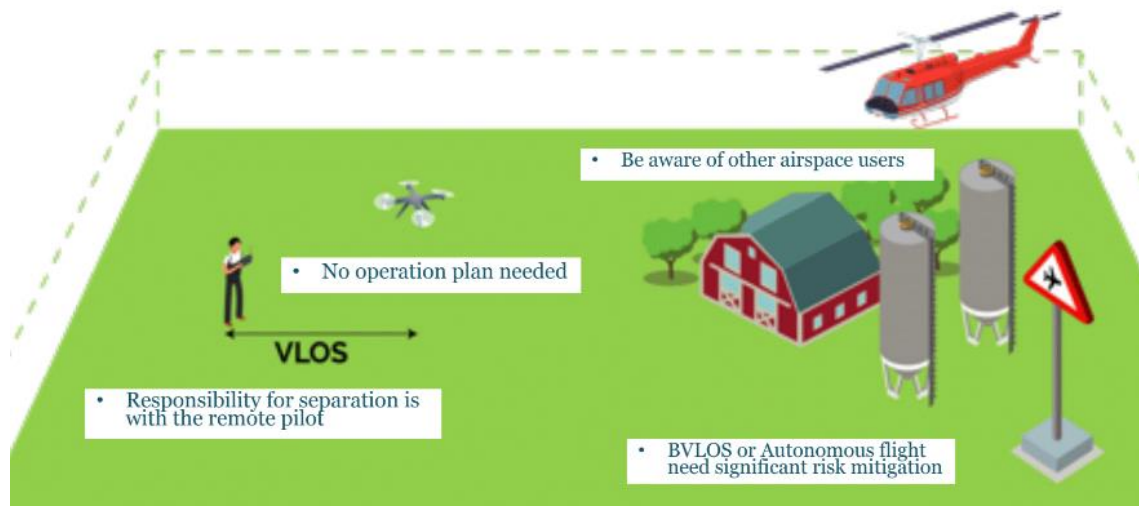 • Be aware of other airspace users
• No operation plan needed
VLOS
• Responsibility for separation is
with the remote pilot
• BVLOS or Autonomous flight
need significant risk mitigation